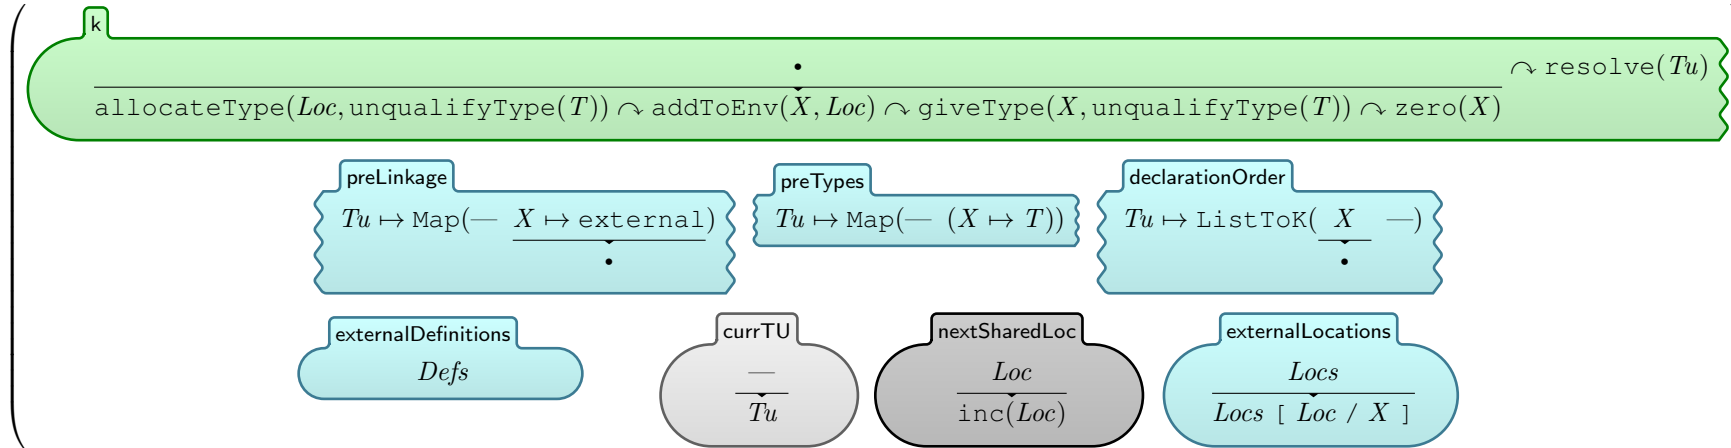 k
•
↷ resolve(Tu)
allocateType(Loc,unqualifyType(T)) ↷ addToEnv(X, Loc) ↷ giveType(X,unqualifyType(T)) ↷ zero(X)
preLinkage preTypes declarationOrder
Tu ↦ Map(— X ↦ external) Tu ↦ Map(— (X ↦ T)) Tu ↦ ListToK( X —)
• •
externalDefinitions currTU nextSharedLoc externalLocations
Defs — Loc Locs
Tu inc(Loc) Locs [ Loc / X ]